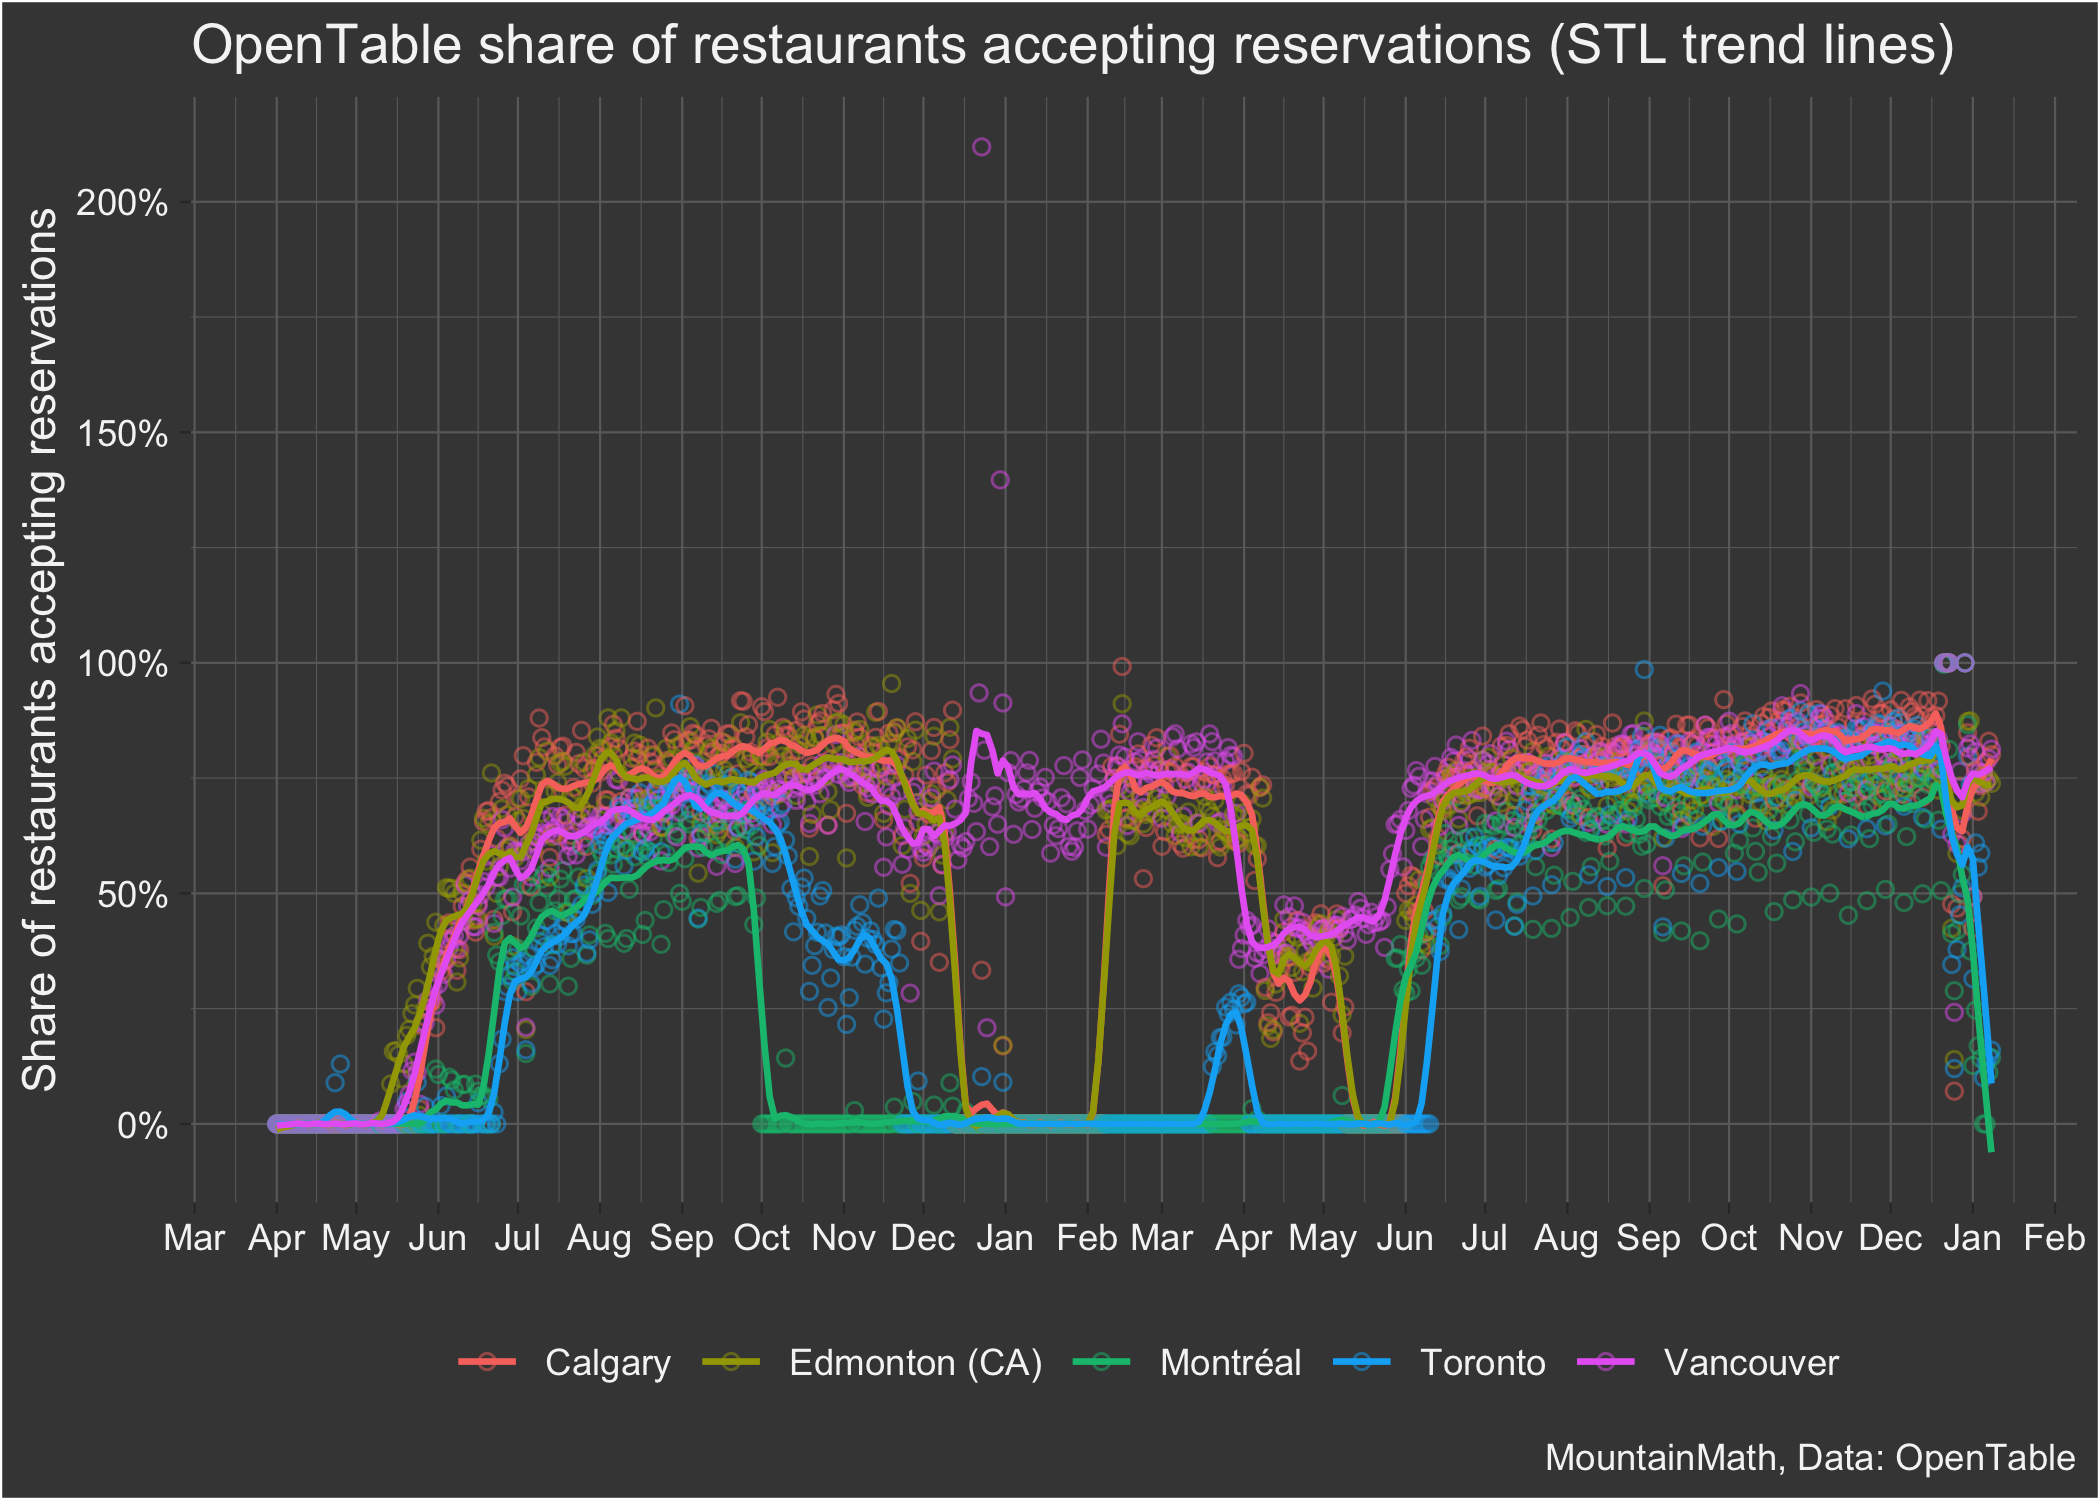 OpenTable share of restaurants accepting reservations (STL trend lines)
Share of restaurants accepting reservations
200%
150%
100%
50%
0%
Mar Apr May Jun Jul Aug Sep Oct Nov Dec Jan Feb Mar Apr May Jun Jul Aug Sep Oct Nov Dec Jan Feb
Calgary Edmonton (CA) Montréal Toronto Vancouver
MountainMath, Data: OpenTable